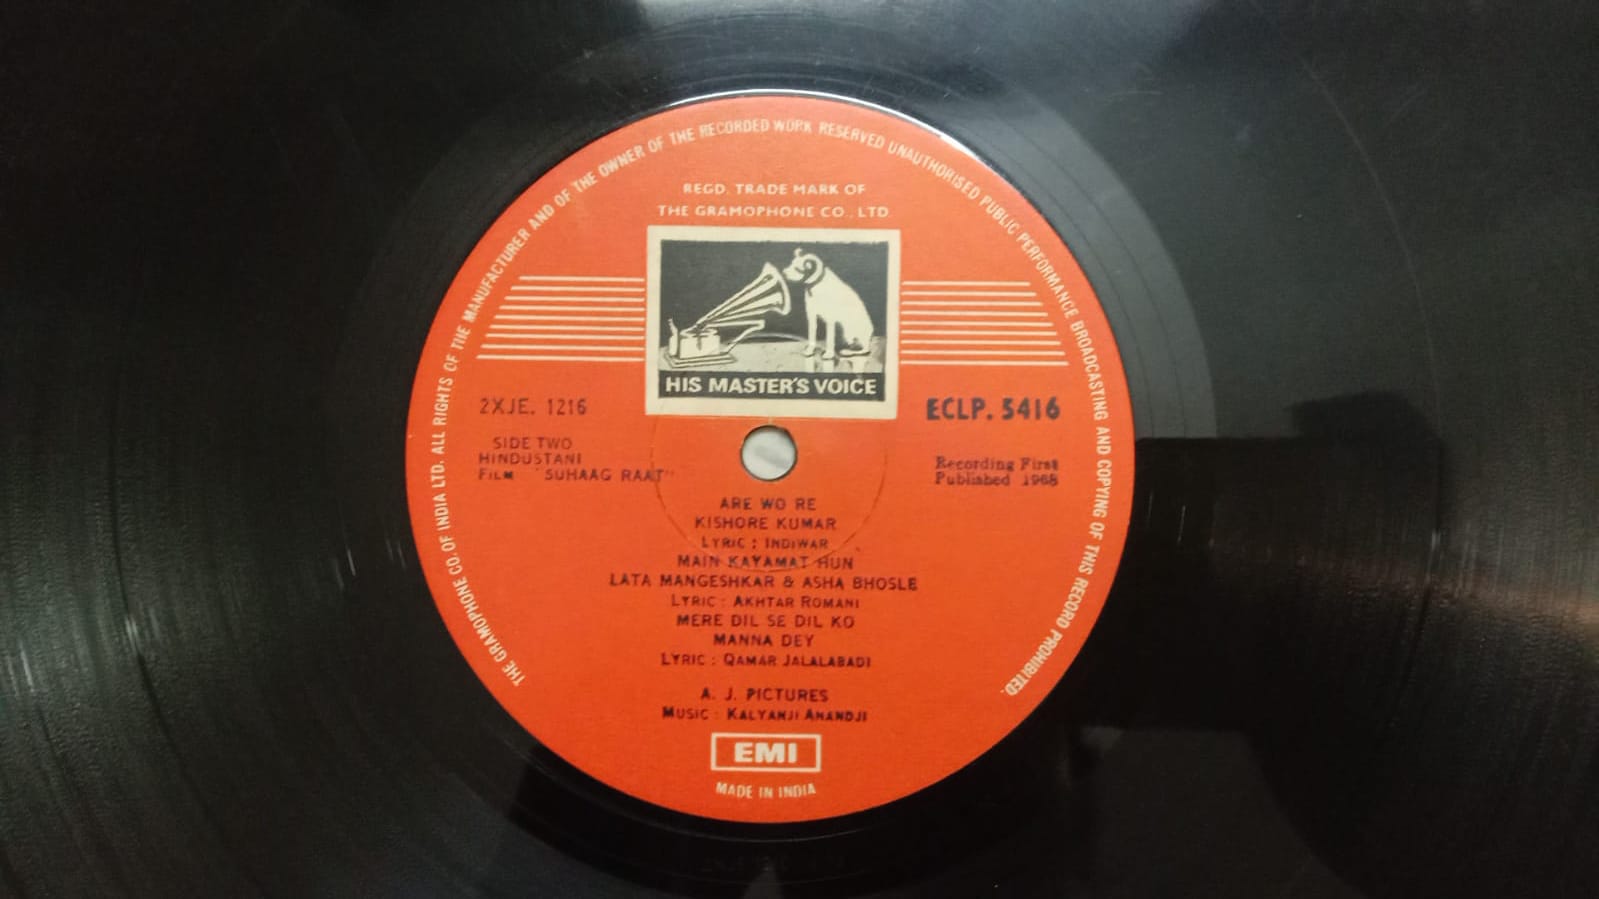 THE GRAMOPHONE CO. OF INDIA LTD. ALL RIGHTS OF THE MANUFACTURER AND OF THE OWNER OF THE RECORDED WORK RESERVED UNAUTHORISED PUBLIC PERFORMANCE BROADCASTING AND COPYING OF THIS RECORD PROHIBITED.
REGD. TRADE MARK OF
THE GRAMOPHONE CO., LTD.
HIS MASTER'S VOICE
2XJE. 1216
ECLP. 5416
SIDE TWO
HINDUSTANI
FILM "SUHAAG RAAT"
Recording First
Published 1968
ARE WO RE
KISHORE KUMAR
LYRIC : INDIWAR
MAIN KAYAMAT HUN
LATA MANGESHKAR & ASHA BHOSLE
LYRIC : AKHTAR ROMANI
MERE DIL SE DIL KO
MANNA DEY
LYRIC : QAMAR JALALABADI
A. J. PICTURES
MUSIC : KALYANJI ANANDJI
EMI
MADE IN INDIA